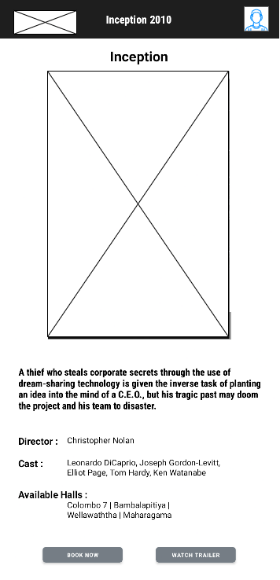 Inception 2010
Inception
A thief who steals corporate secrets through the use of
dream-sharing technology is given the inverse task of planting
an idea into the mind of a C.E.O., but his tragic past may doom
the project and his team to disaster.
Director : Christopher Nolan
Cast : Leonardo DiCaprio, Joseph Gordon-Levitt,
Elliot Page, Tom Hardy, Ken Watanabe
Available Halls :
Colombo 7 | Bambalapitiya |
Wellawaththa | Maharagama
BOOK NOW WATCH TRAILER